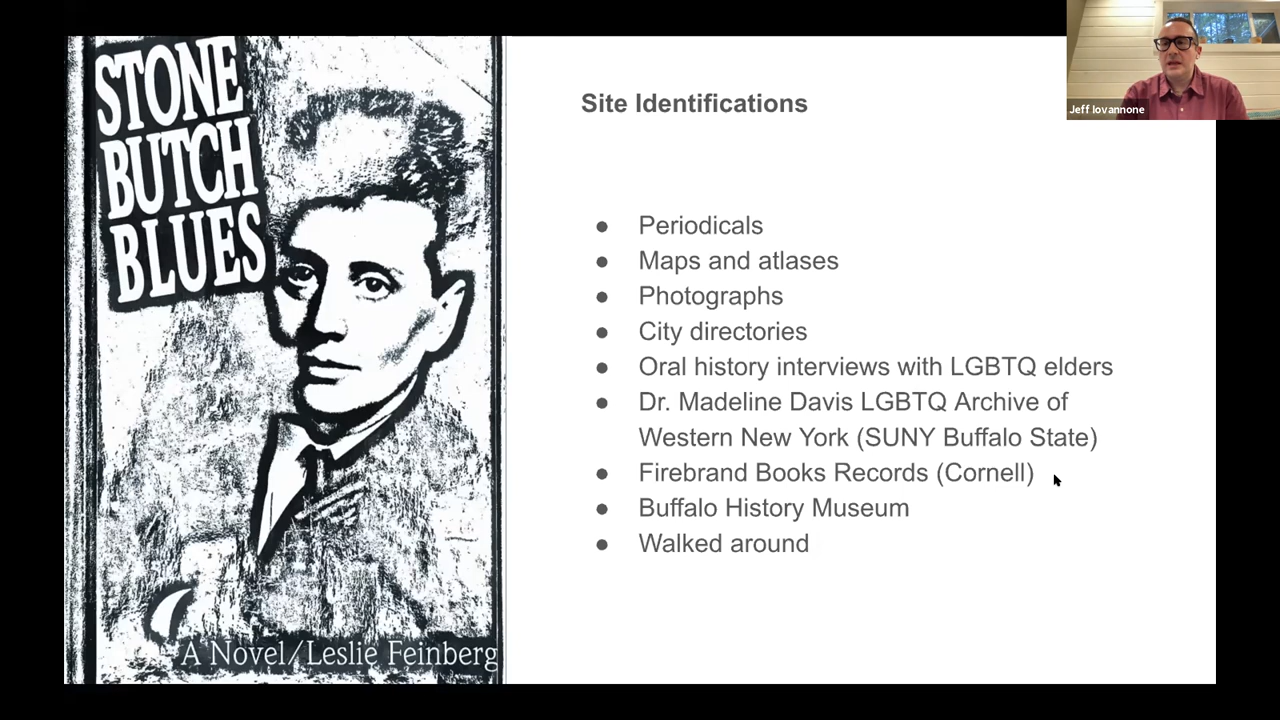 STONE
BUTCH
BLUES
A Novel/Leslie Feinberg
Site Identifications
● Periodicals
● Maps and atlases
● Photographs
● City directories
● Oral history interviews with LGBTQ elders
● Dr. Madeline Davis LGBTQ Archive of
Western New York (SUNY Buffalo State)
● Firebrand Books Records (Cornell)
● Buffalo History Museum
● Walked around
Jeff Iovannone